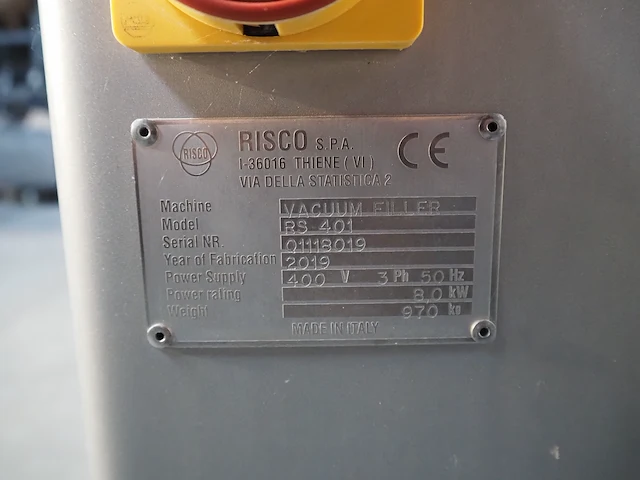 RISCO
RISCO S.P.A.
I-36016 THIENE (VI)
VIA DELLA STATISTICA 2
CE
Machine VACUUM FILLER
Model RS 401
Serial NR. 01118019
Year of Fabrication 2019
Power Supply 400 V 3 Ph 50 Hz
Power rating 8,0 kW
Weight 970 kg
MADE IN ITALY